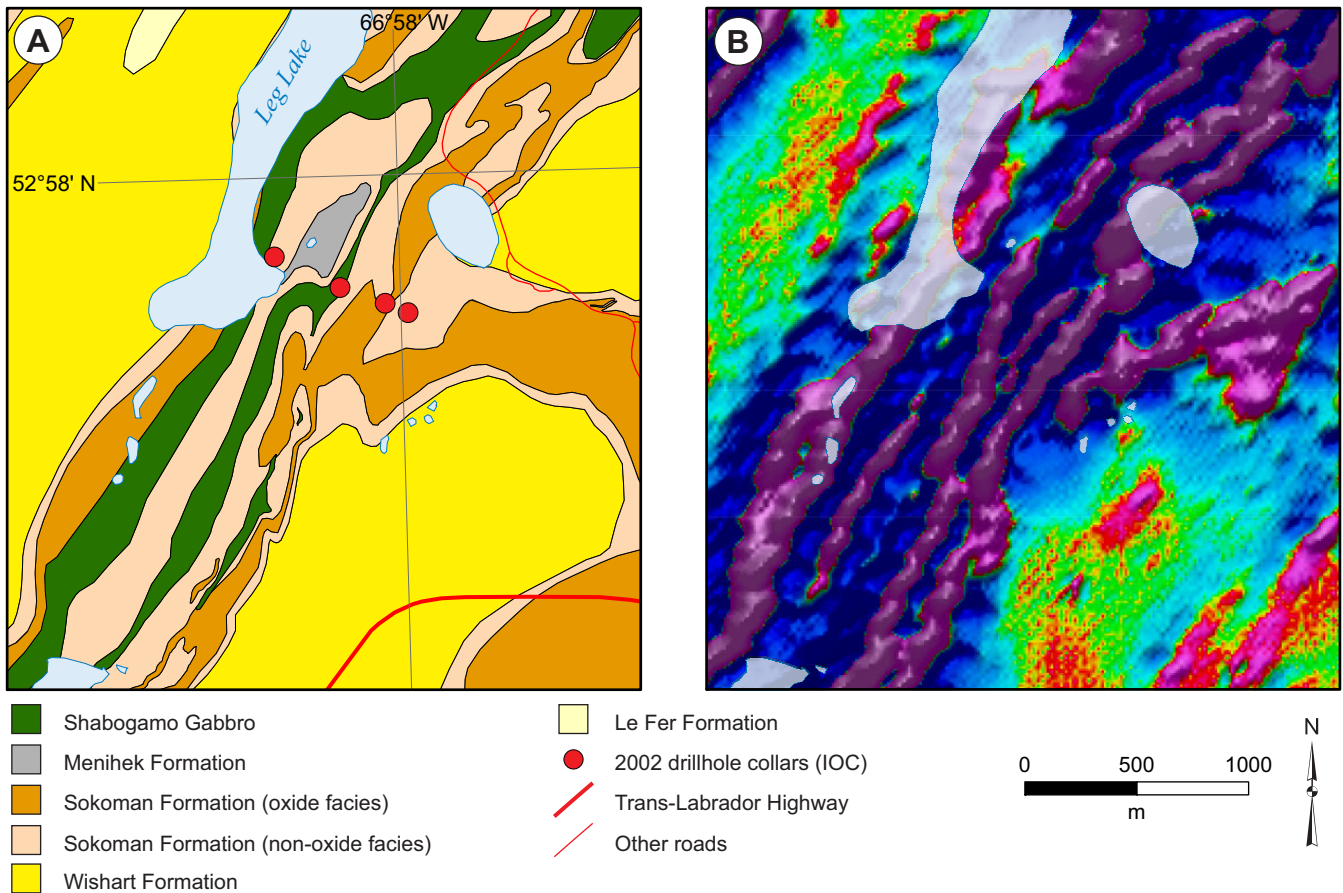 A
66°58' W
B
Leg Lake
52°58' N
Shabogamo Gabbro
Menihek Formation
Sokoman Formation (oxide facies)
Sokoman Formation (non-oxide facies)
Wishart Formation
Le Fer Formation
2002 drillhole collars (IOC)
Trans-Labrador Highway
Other roads
0 500 1000
m
N